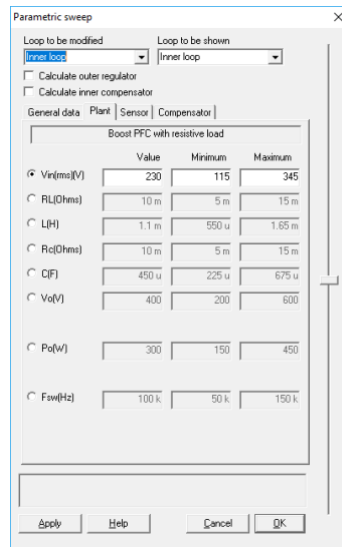 Parametric sweep
Loop to be modified Loop to be shown
Inner loop Inner loop
Calculate outer regulator
Calculate inner compensator
General data Plant Sensor Compensator
Boost PFC with resistive load
Value Minimum Maximum
Vin(rms)(V) 230 115 345
RL(Ohms) 10 m 5 m 15 m
L(H) 1.1 m 550 u 1.65 m
Rc(Ohms) 10 m 5 m 15 m
C(F) 450 u 225 u 675 u
Vo(V) 400 200 600
Po(W) 300 150 450
Fsw(Hz) 100 k 50 k 150 k
Apply Help Cancel OK